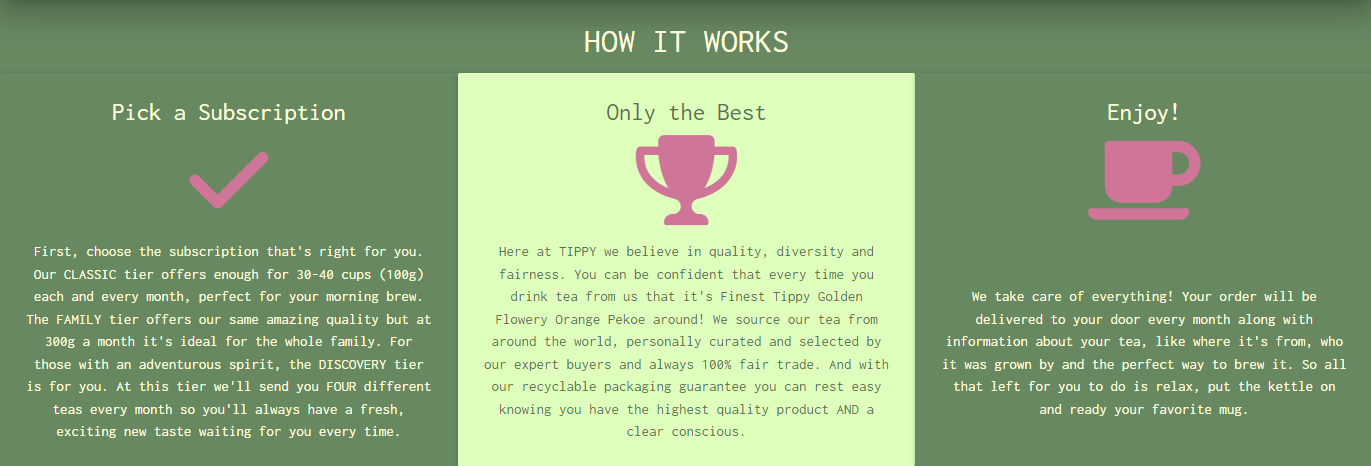 HOW IT WORKS
Pick a Subscription
First, choose the subscription that's right for you.
Our CLASSIC tier offers enough for 30-40 cups (100g)
each and every month, perfect for your morning brew.
The FAMILY tier offers our same amazing quality but at
300g a month it's ideal for the whole family. For
those with an adventurous spirit, the DISCOVERY tier
is for you. At this tier we'll send you FOUR different
teas every month so you'll always have a fresh,
exciting new taste waiting for you every time.
Only the Best
Here at TIPPY we believe in quality, diversity and
fairness. You can be confident that every time you
drink tea from us that it's Finest Tippy Golden
Flowery Orange Pekoe around! We source our tea from
around the world, personally curated and selected by
our expert buyers and always 100% fair trade. And with
our recyclable packaging guarantee you can rest easy
knowing you have the highest quality product AND a
clear conscious.
Enjoy!
We take care of everything! Your order will be
delivered to your door every month along with
information about your tea, like where it's from, who
it was grown by and the perfect way to brew it. So all
that left for you to do is relax, put the kettle on
and ready your favorite mug.